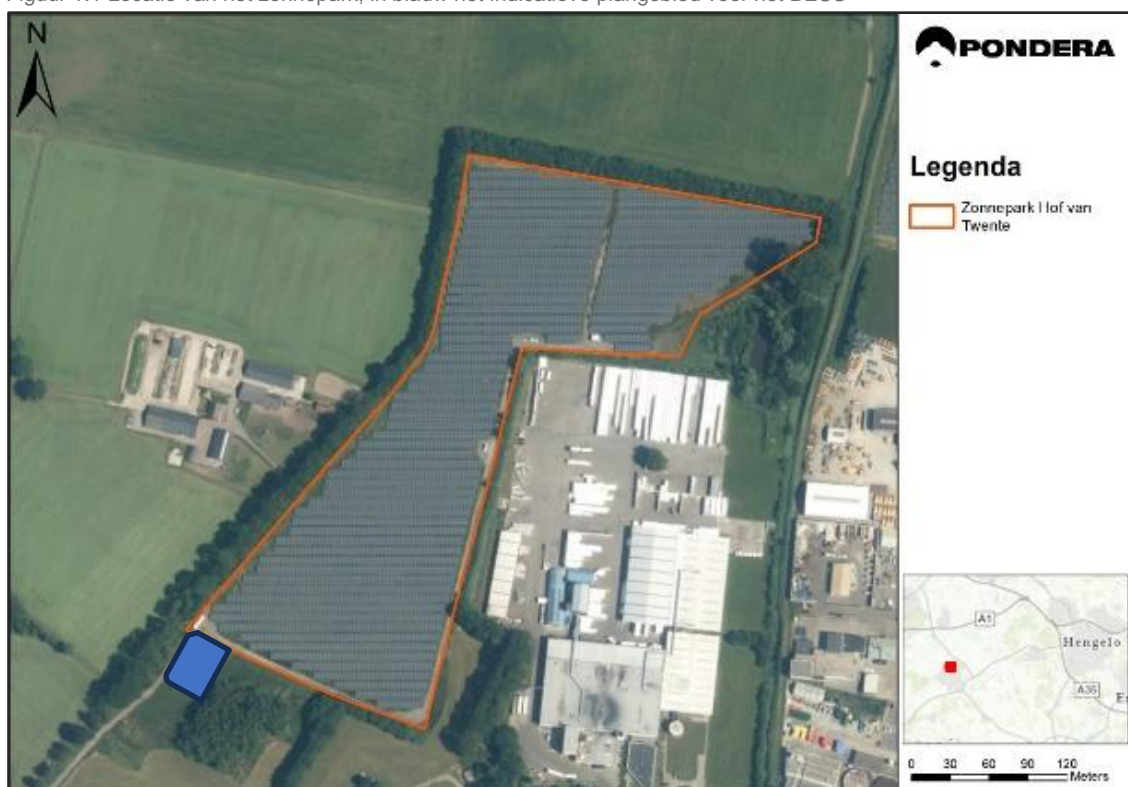 N
PONDERA
Legenda
Zonnepark Hof van
Twente
A1
Hengelo
A35
0 30 60 90 120
Meters